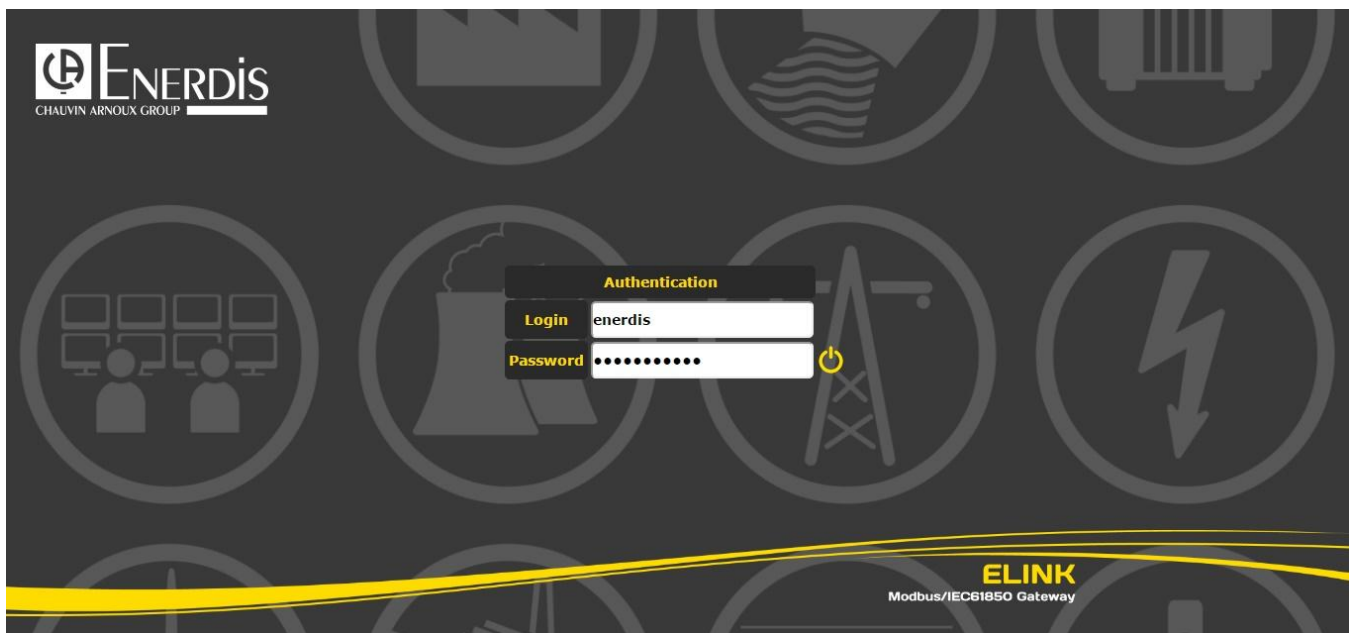 ENERDIS
CHAUVIN ARNOUX GROUP
Authentication
Login enerdis
Password •••••••••••
ELINK
Modbus/IEC61850 Gateway